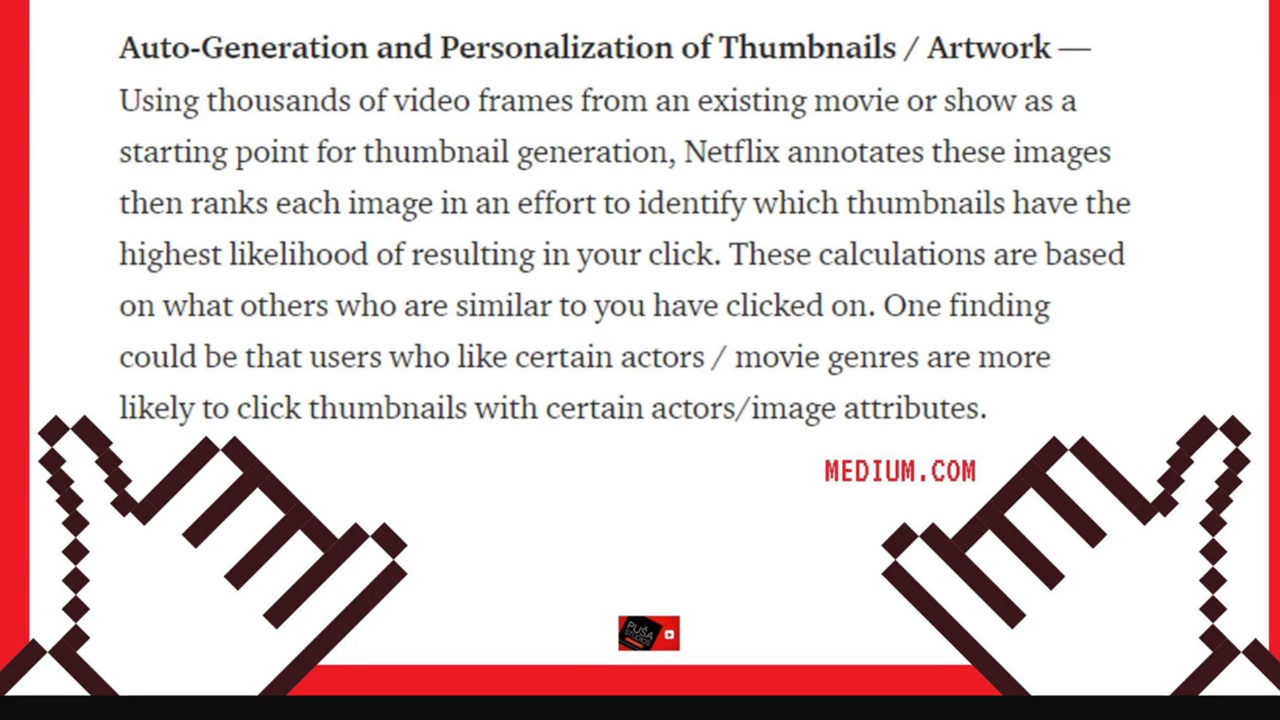 Auto-Generation and Personalization of Thumbnails / Artwork —
Using thousands of video frames from an existing movie or show as a
starting point for thumbnail generation, Netflix annotates these images
then ranks each image in an effort to identify which thumbnails have the
highest likelihood of resulting in your click. These calculations are based
on what others who are similar to you have clicked on. One finding
could be that users who like certain actors / movie genres are more
likely to click thumbnails with certain actors/image attributes.
MEDIUM.COM
PUŠA
STUDIOS